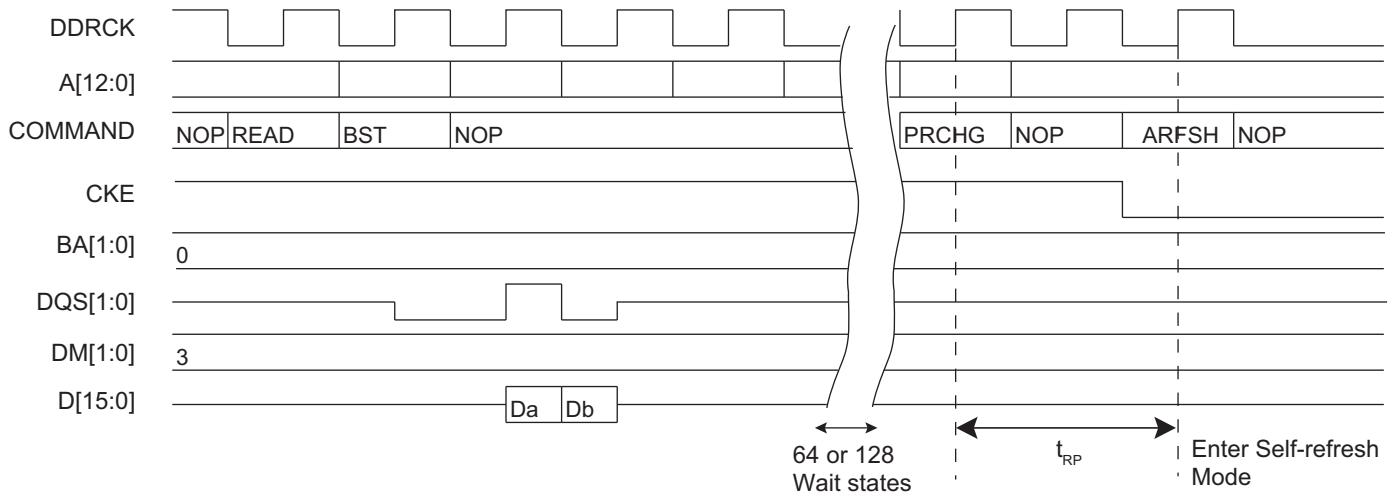 DDRCK
A[12:0]
COMMAND NOP READ BST NOP PRCHG NOP ARFSH NOP
CKE
BA[1:0] 0
DQS[1:0]
DM[1:0] 3
D[15:0] Da Db
64 or 128
Wait states
tRP
Enter Self-refresh
Mode